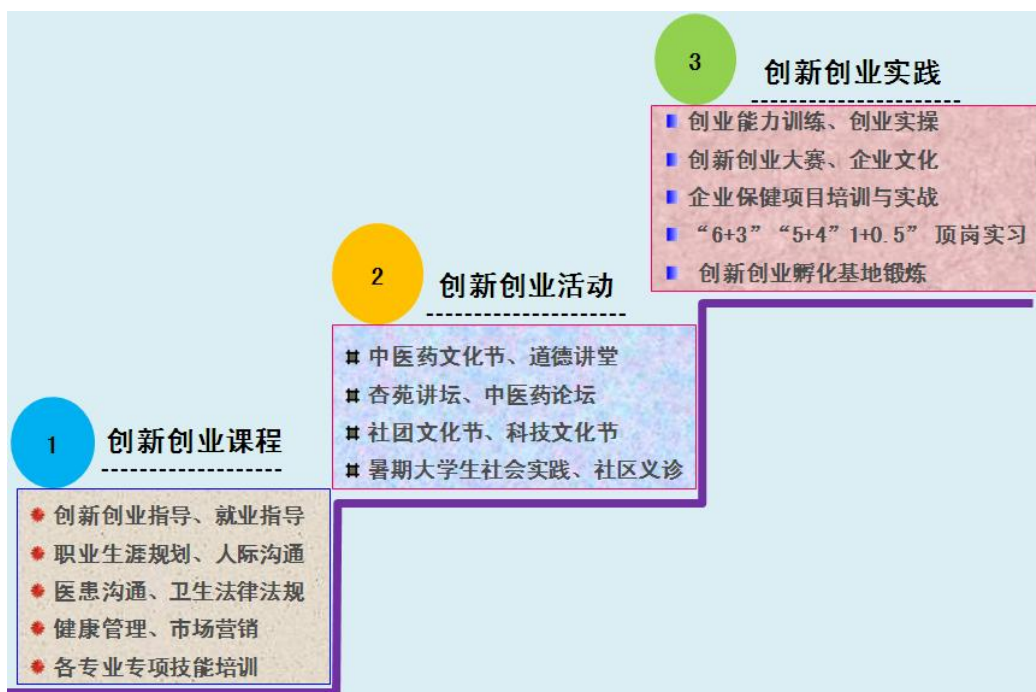 1
创新创业课程
创新创业指导、就业指导
职业生涯规划、人际沟通
医患沟通、卫生法律法规
健康管理、市场营销
各专业专项技能培训
2
创新创业活动
中医药文化节、道德讲堂
杏苑讲坛、中医药论坛
社团文化节、科技文化节
暑期大学生社会实践、社区义诊
3
创新创业实践
创业能力训练、创业实操
创新创业大赛、企业文化
企业保健项目培训与实战
“6+3”“5+4”1+0.5” 顶岗实习
创新创业孵化基地锻炼